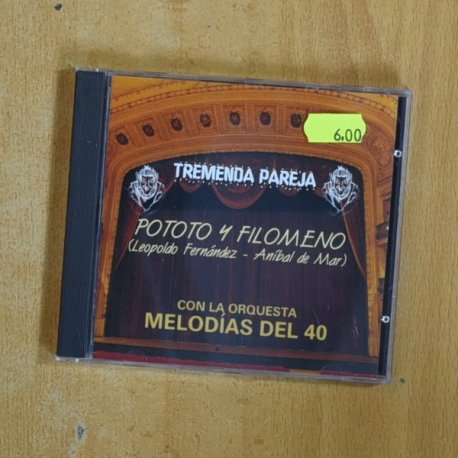 6.00
TREMENDA PAREJA
POTOTO Y FILOMENO
(Leopoldo Fernández - Aníbal de Mar)
CON LA ORQUESTA
MELODÍAS DEL 40